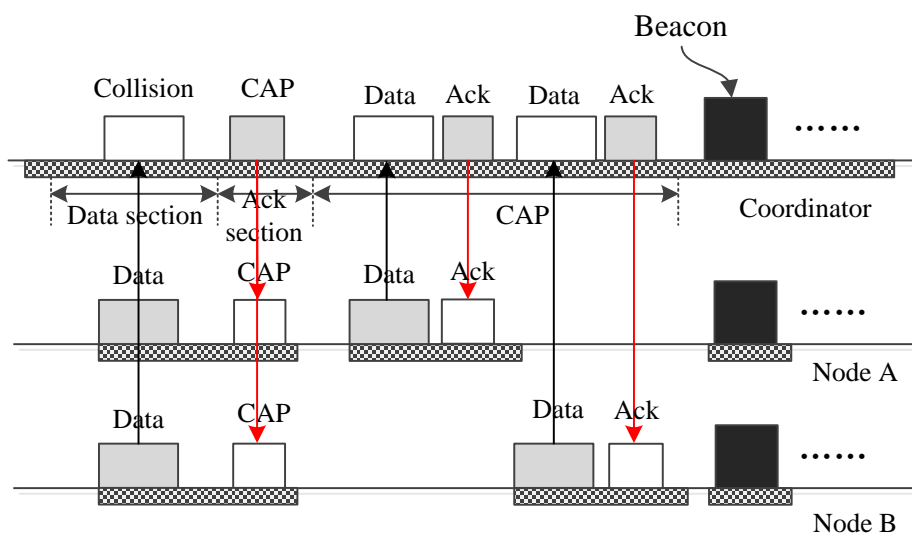 Beacon
Collision
CAP
Data
Ack
Data
Ack
......
Data section
Ack
section
CAP
Coordinator
Data
CAP
Data
Ack
......
Node A
Data
CAP
Data
Ack
......
Node B